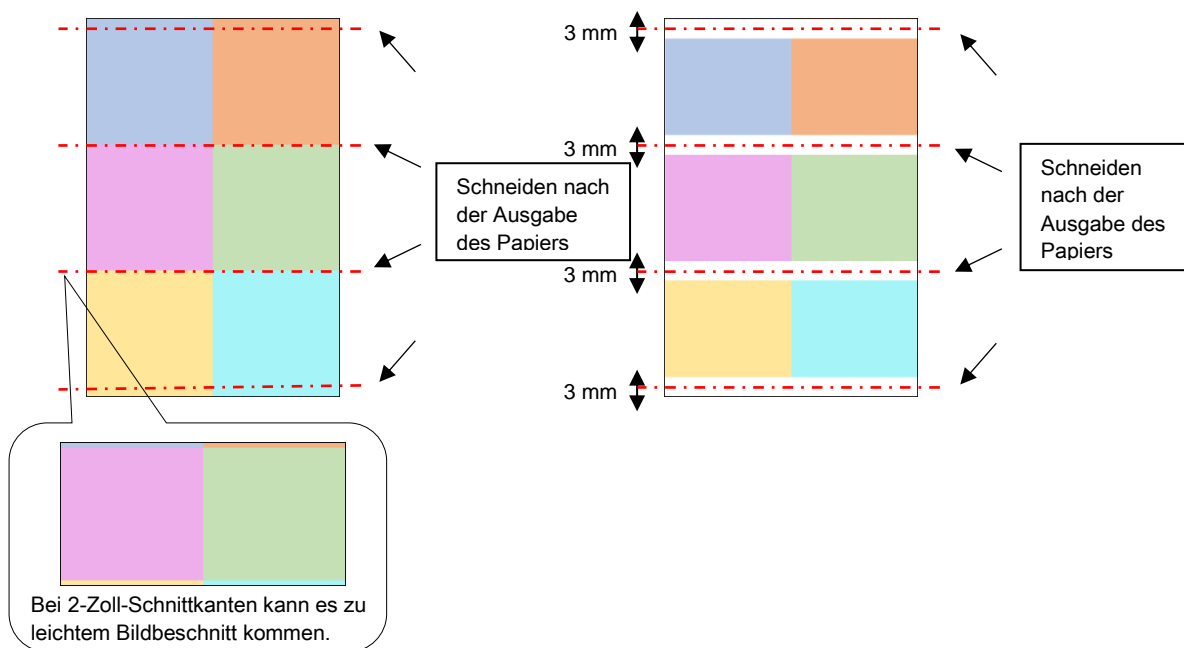 Schneiden nach
der Ausgabe
des Papiers
Bei 2-Zoll-Schnittkanten kann es zu
leichtem Bildbeschnitt kommen.
3 mm
3 mm
3 mm
3 mm
Schneiden
nach der
Ausgabe des
Papiers